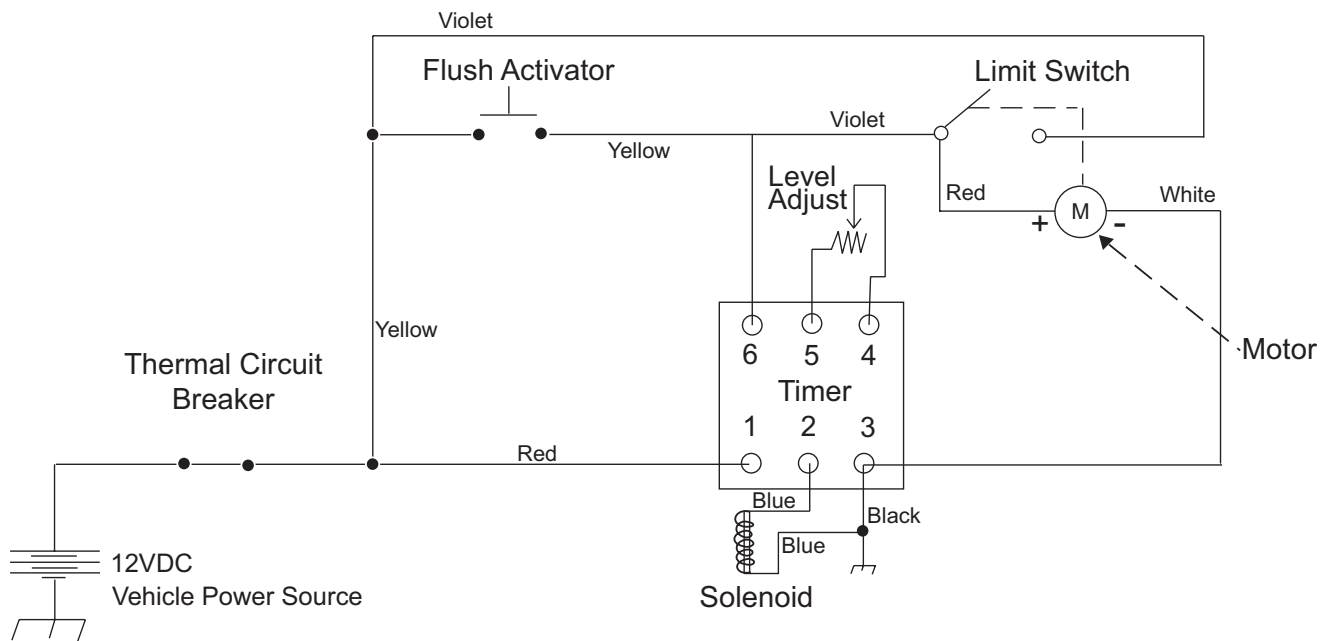 Violet
Flush Activator
Limit Switch
Violet
Yellow
Level
Adjust
Red
White
+ M -
Yellow
6 5 4
Motor
Thermal Circuit
Breaker
Timer
1 2 3
Red
Blue
Black
Blue
12VDC
Vehicle Power Source
Solenoid